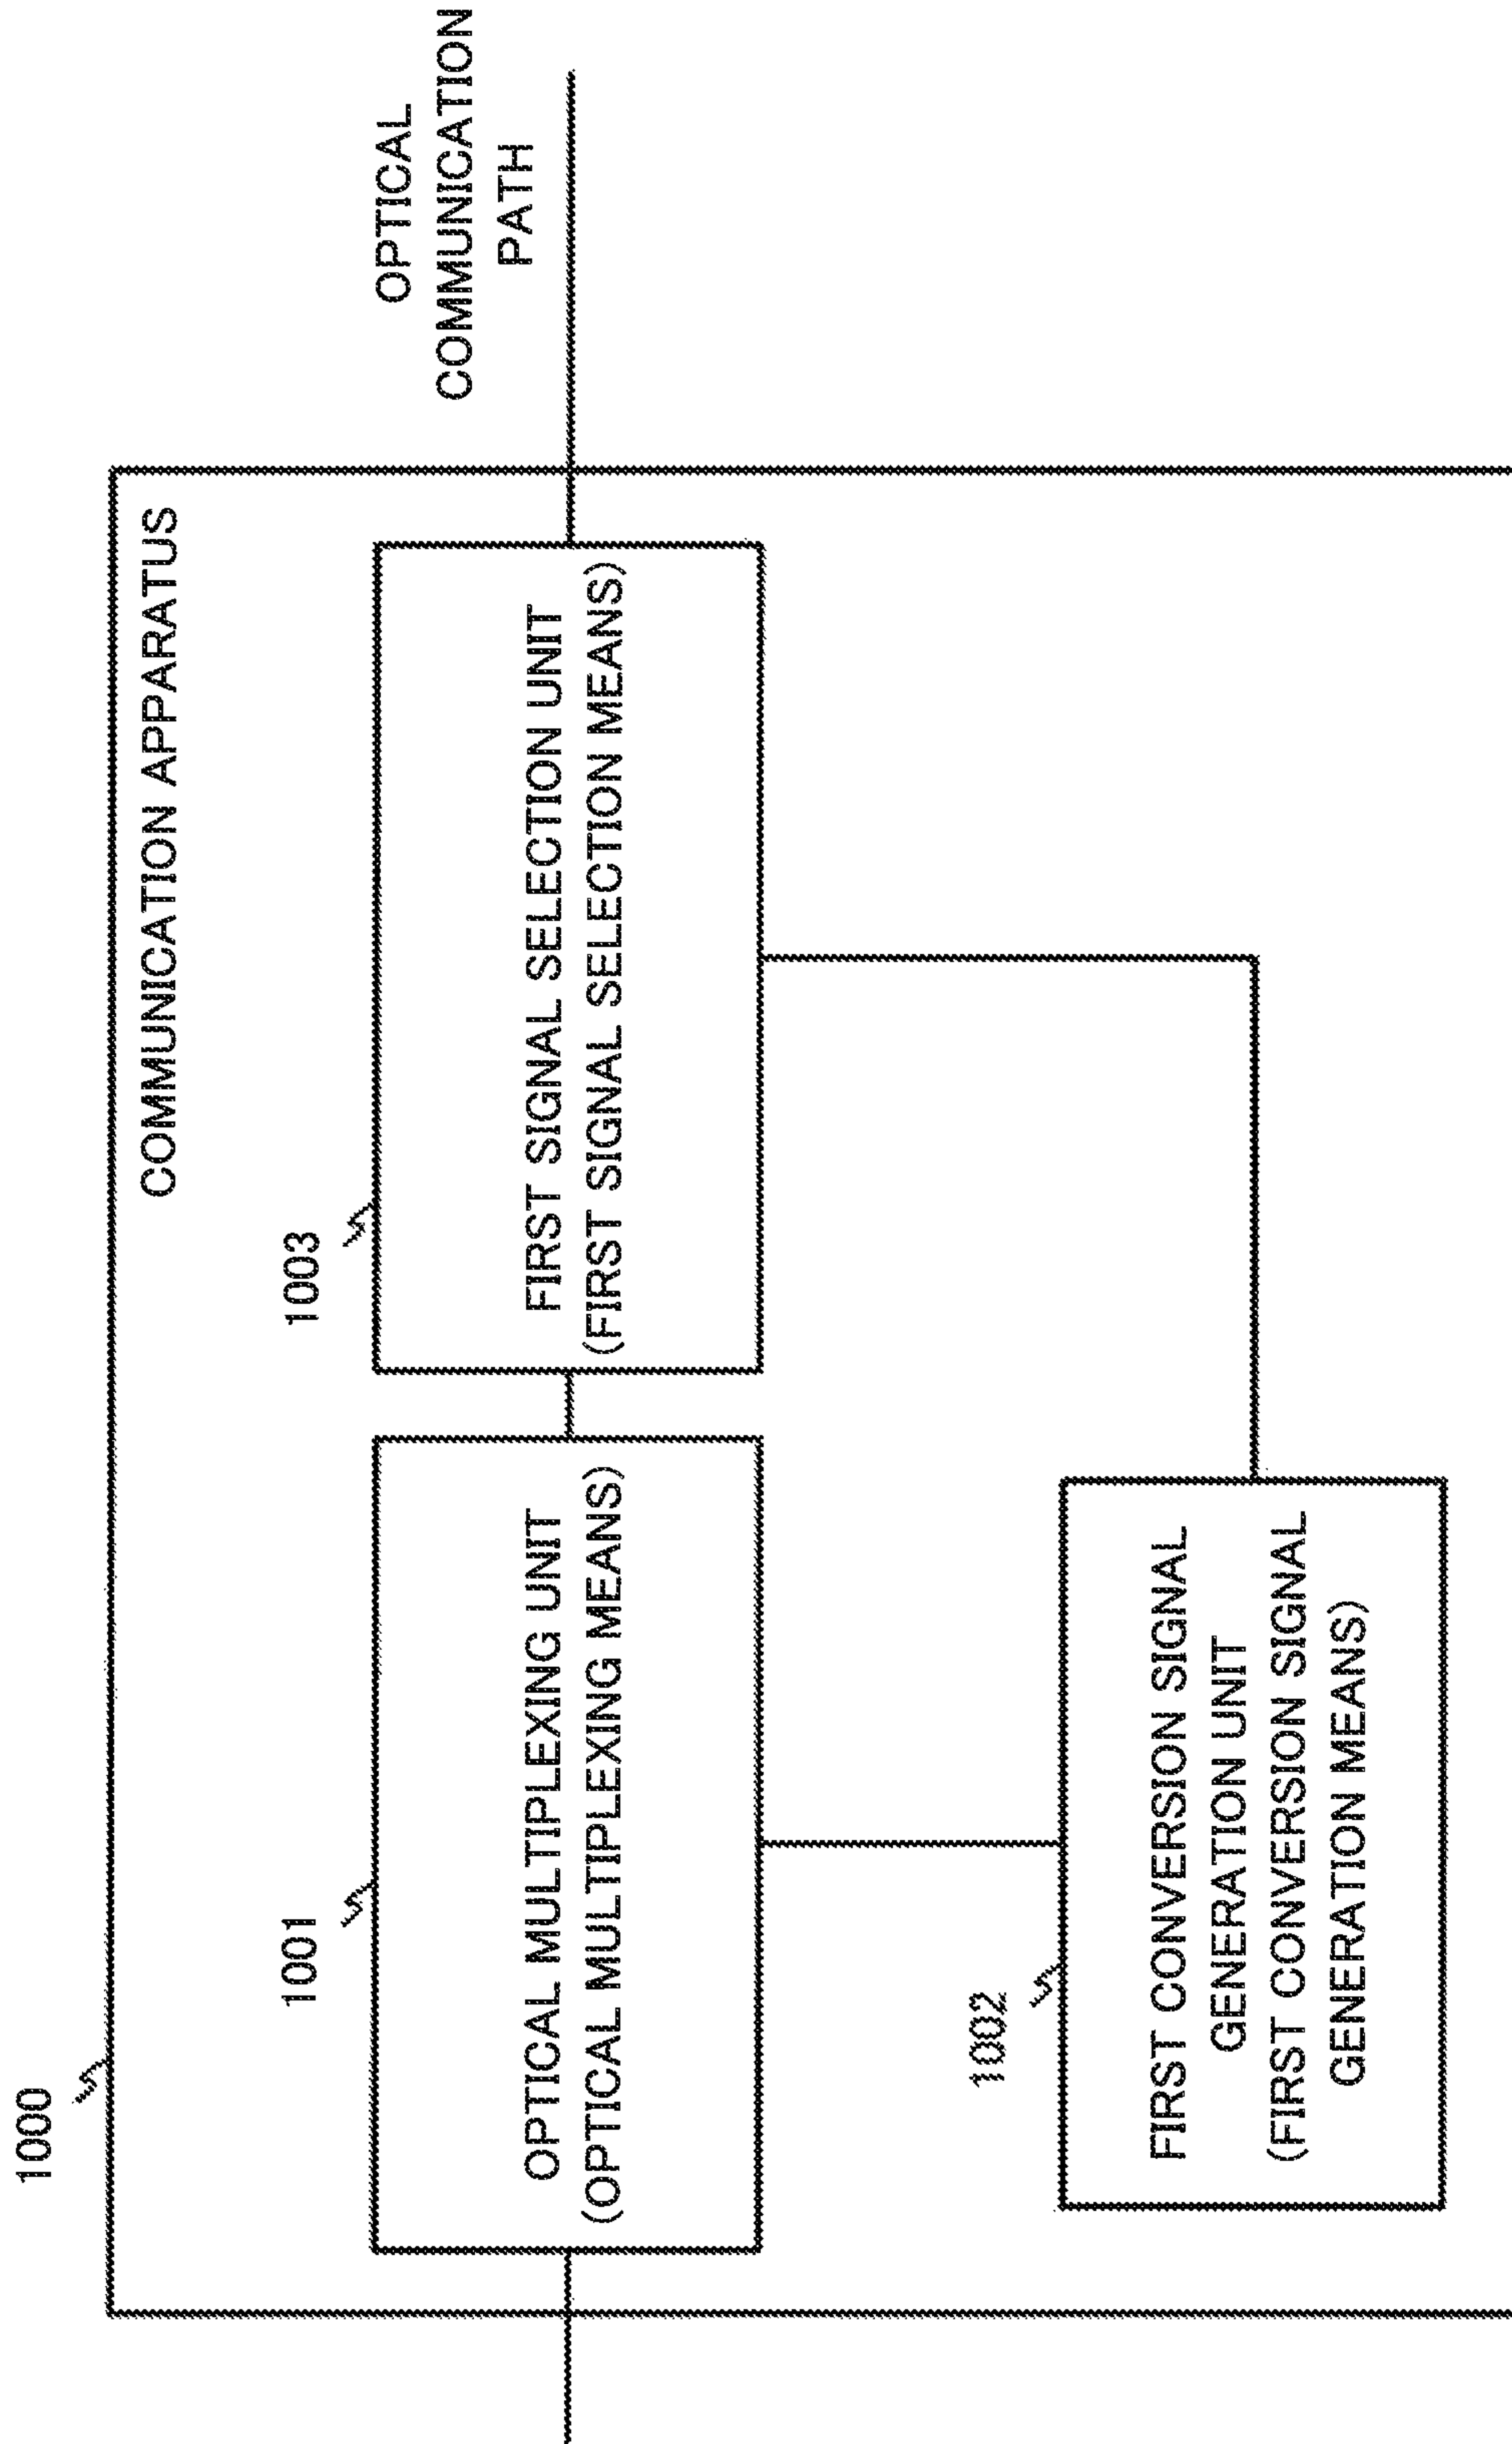 1000
COMMUNICATION APPARATUS
1001
OPTICAL MULTIPLEXING UNIT
(OPTICAL MULTIPLEXING MEANS)
1003
FIRST SIGNAL SELECTION UNIT
(FIRST SIGNAL SELECTION MEANS)
OPTICAL
COMMUNICATION
PATH
1002
FIRST CONVERSION SIGNAL
GENERATION UNIT
(FIRST CONVERSION SIGNAL
GENERATION MEANS)